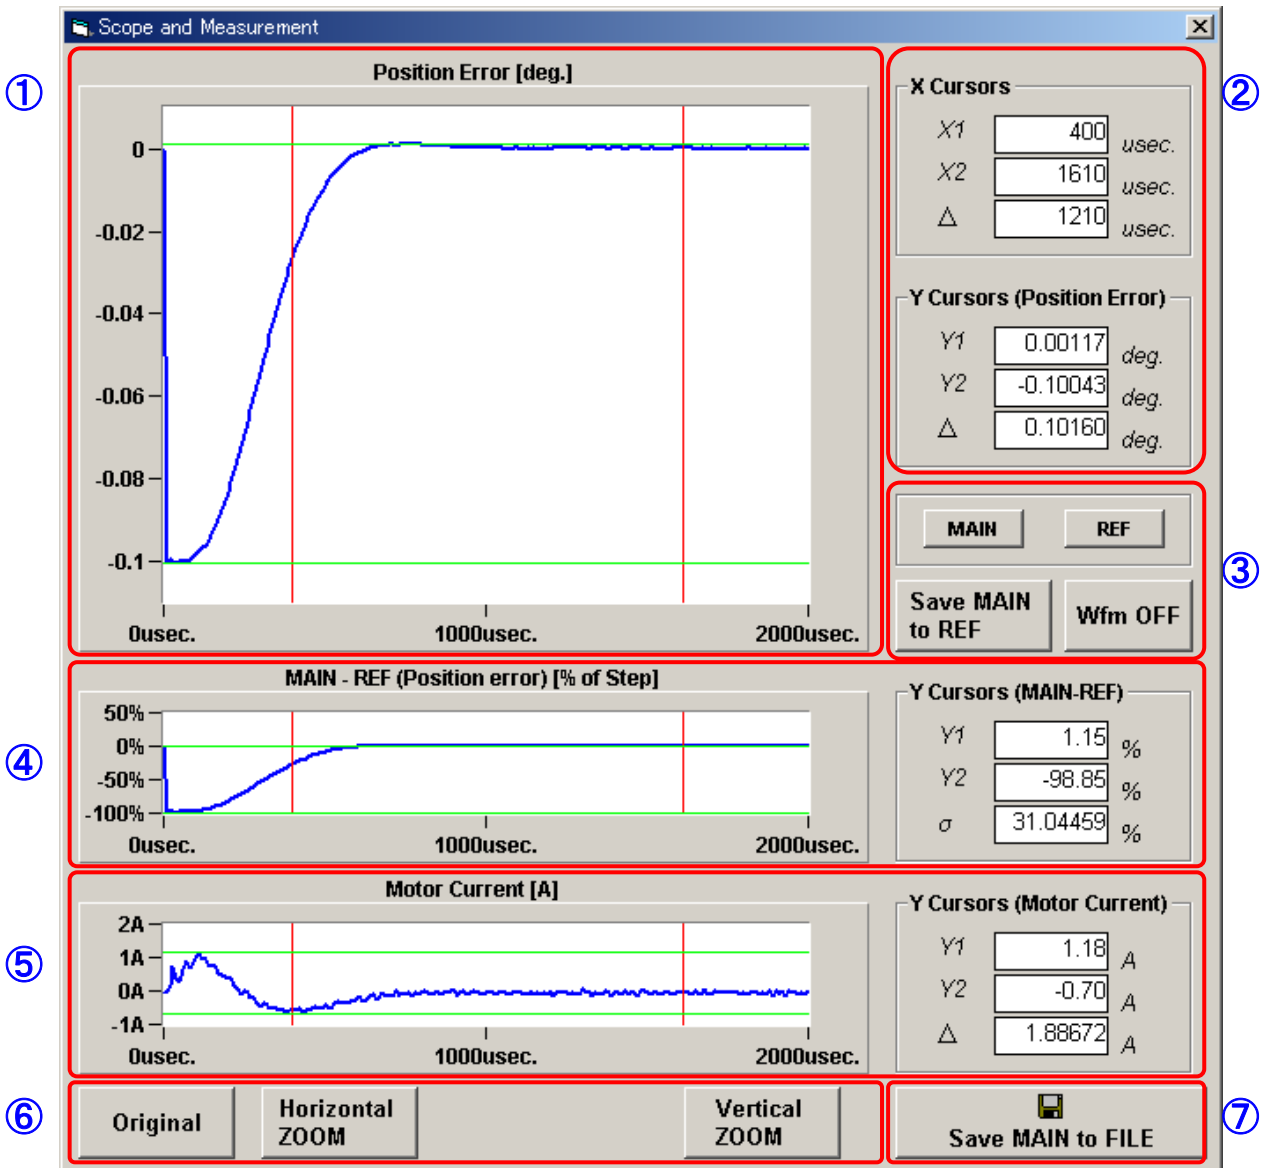 Scope and Measurement
①
Position Error [deg.]
0
-0.02
-0.04
-0.06
-0.08
-0.1
0usec.
1000usec.
2000usec.
②
X Cursors
X1 400 usec.
X2 1610 usec.
Δ 1210 usec.
Y Cursors (Position Error)
Y1 0.00117 deg.
Y2 -0.10043 deg.
Δ 0.10160 deg.
③
MAIN
REF
Save MAIN
to REF
Wfm OFF
④
MAIN - REF (Position error) [% of Step]
50%
0%
-50%
-100%
0usec.
1000usec.
2000usec.
Y Cursors (MAIN-REF)
Y1 1.15 %
Y2 -98.85 %
σ 31.04459 %
⑤
Motor Current [A]
2A
1A
0A
-1A
0usec.
1000usec.
2000usec.
Y Cursors (Motor Current)
Y1 1.18 A
Y2 -0.70 A
Δ 1.88672 A
⑥
Original
Horizontal
ZOOM
Vertical
ZOOM
⑦
Save MAIN to FILE